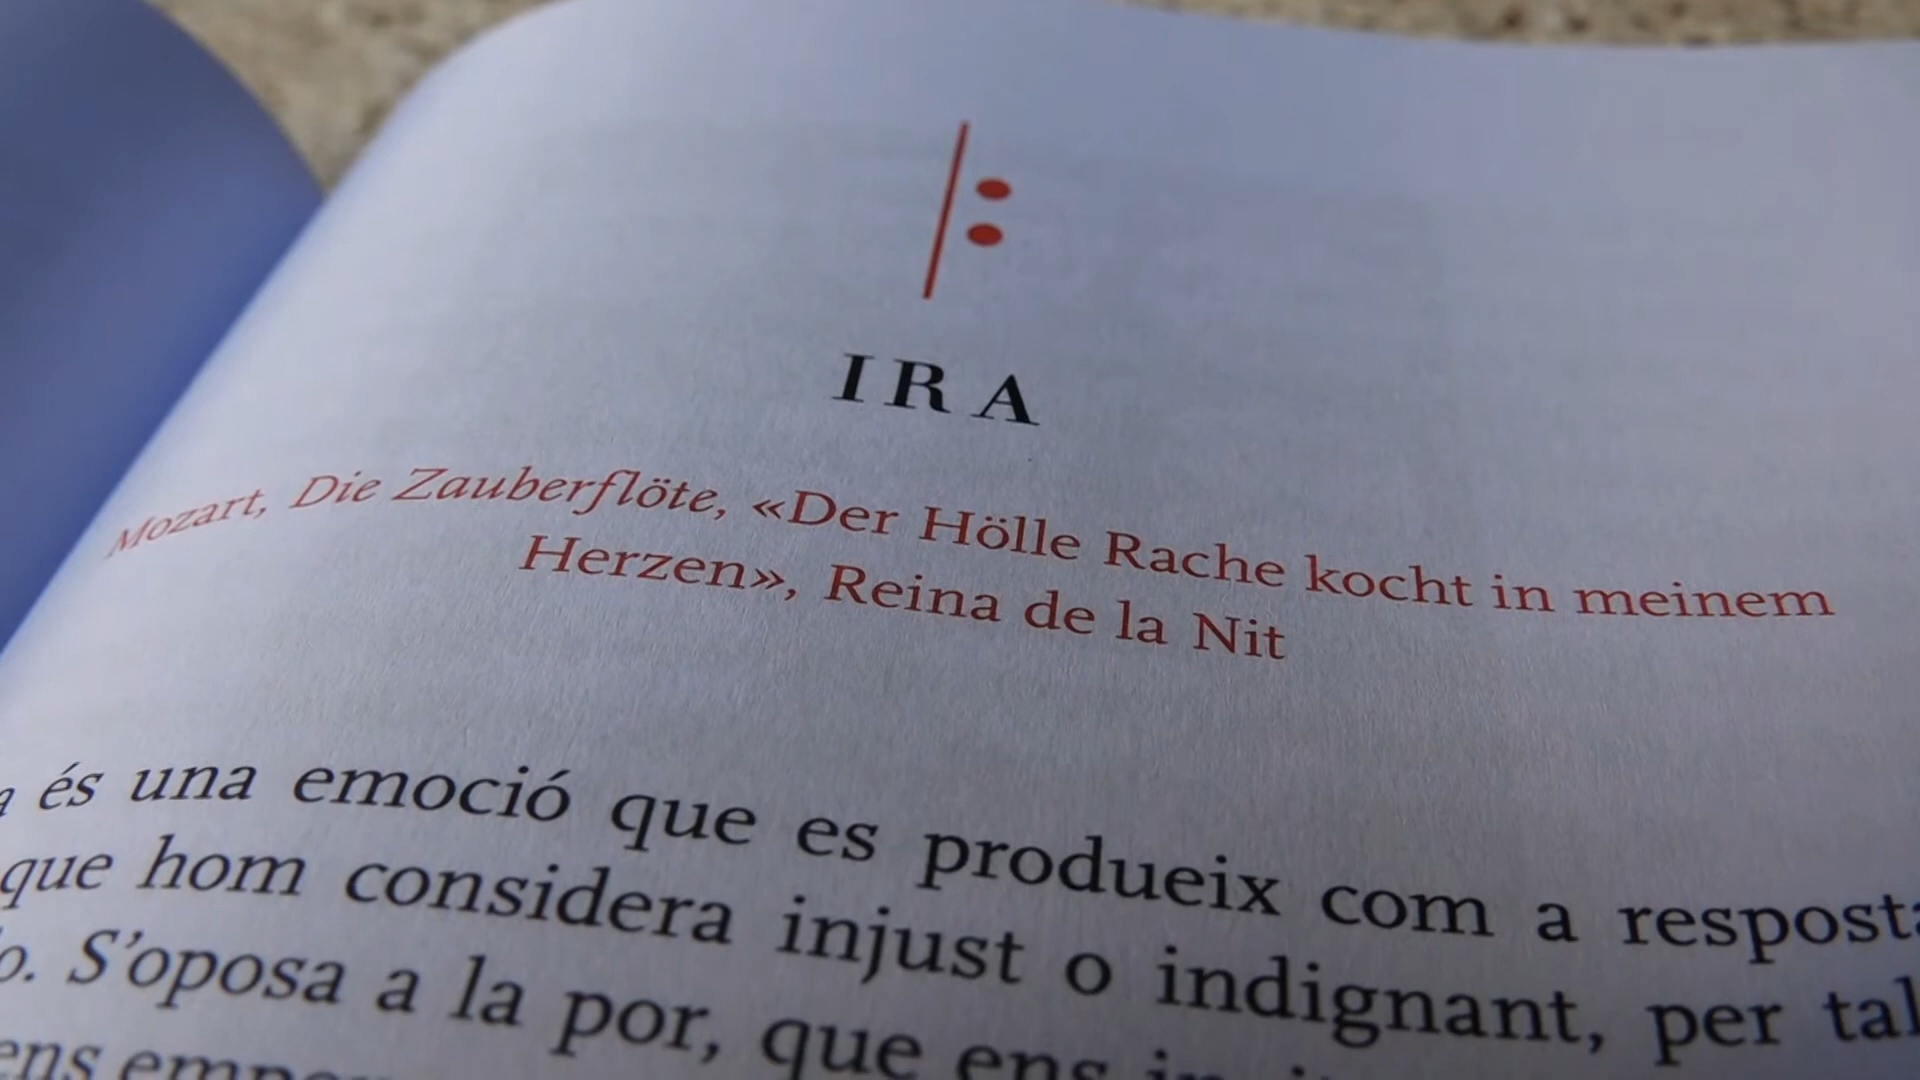 IRA
Mozart, Die Zauberflöte, «Der Hölle Rache kocht in meinem
Herzen», Reina de la Nit
és una emoció que es produeix com a resposta
que hom considera injust o indignant, per tal
S’oposa a la por, que ens
ens